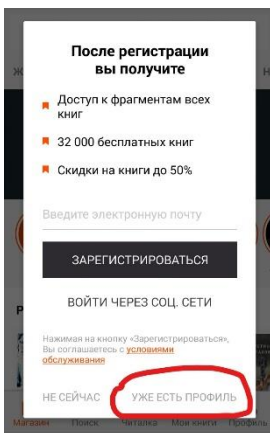 После регистрации
вы получите
Доступ к фрагментам всех
книг
32 000 бесплатных книг
Скидки на книги до 50%
Введите электронную почту
ЗАРЕГИСТРИРОВАТЬСЯ
ВОЙТИ ЧЕРЕЗ СОЦ. СЕТИ
Нажимая на кнопку «Зарегистрироваться»,
Вы соглашаетесь с условиями
обслуживания
НЕ СЕЙЧАС УЖЕ ЕСТЬ ПРОФИЛЬ
Магазин Поиск Читалка Мои книги Профиль